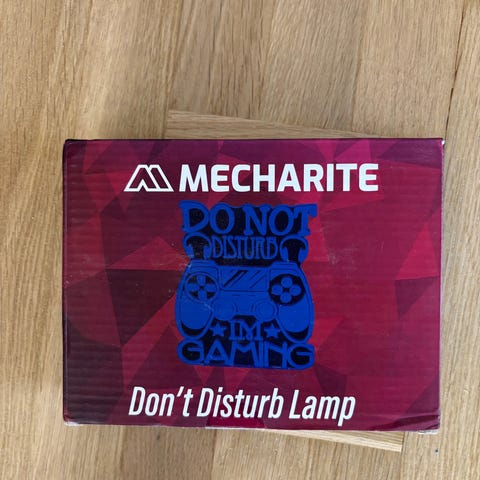 MECHARITE
DO NOT
DISTURB
I'M
GAMING
Don't Disturb Lamp